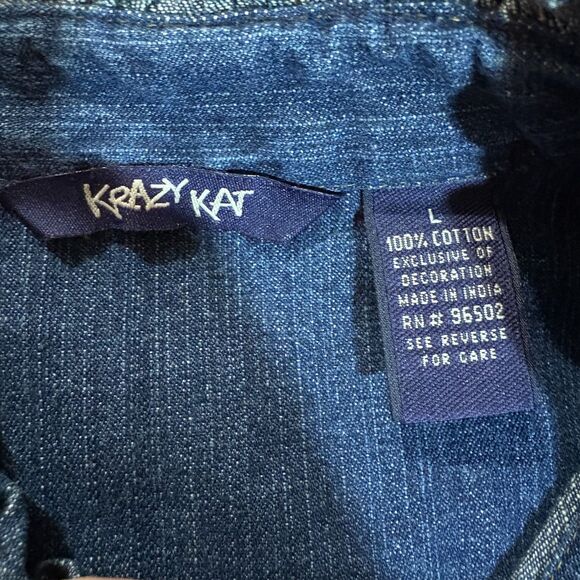 KRAZY KAT
L
100% COTTON
EXCLUSIVE OF
DECORATION
MADE IN INDIA
RN# 96502
SEE REVERSE
FOR CARE